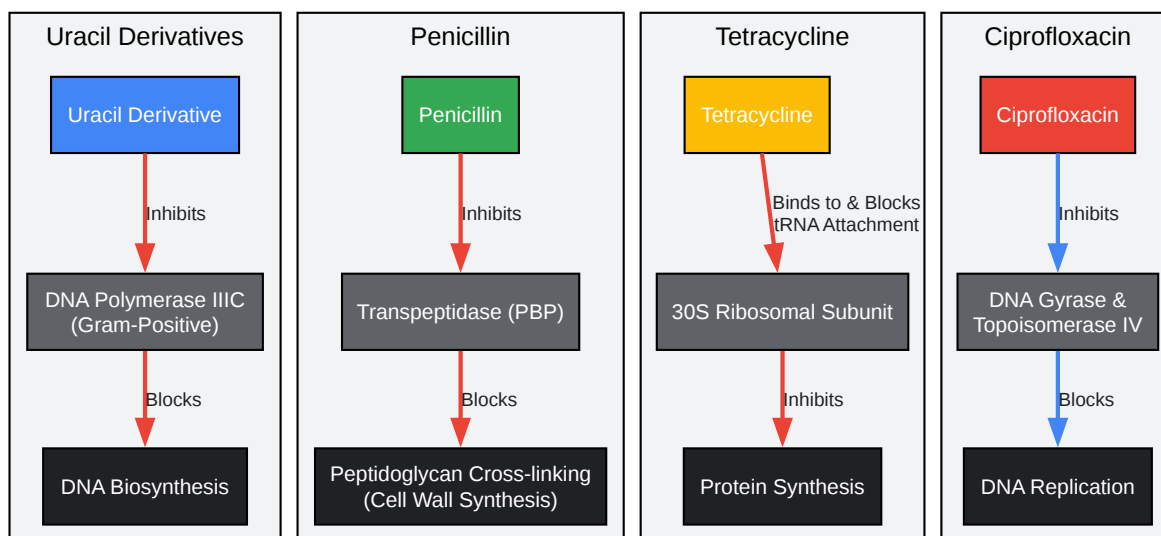 Uracil Derivatives
Uracil Derivative
Inhibits
DNA Polymerase IIIC
(Gram-Positive)
Blocks
DNA Biosynthesis
Penicillin
Penicillin
Inhibits
Transpeptidase (PBP)
Blocks
Peptidoglycan Cross-linking
(Cell Wall Synthesis)
Tetracycline
Tetracycline
Binds to & Blocks
tRNA Attachment
30S Ribosomal Subunit
Inhibits
Protein Synthesis
Ciprofloxacin
Ciprofloxacin
Inhibits
DNA Gyrase &
Topoisomerase IV
Blocks
DNA Replication